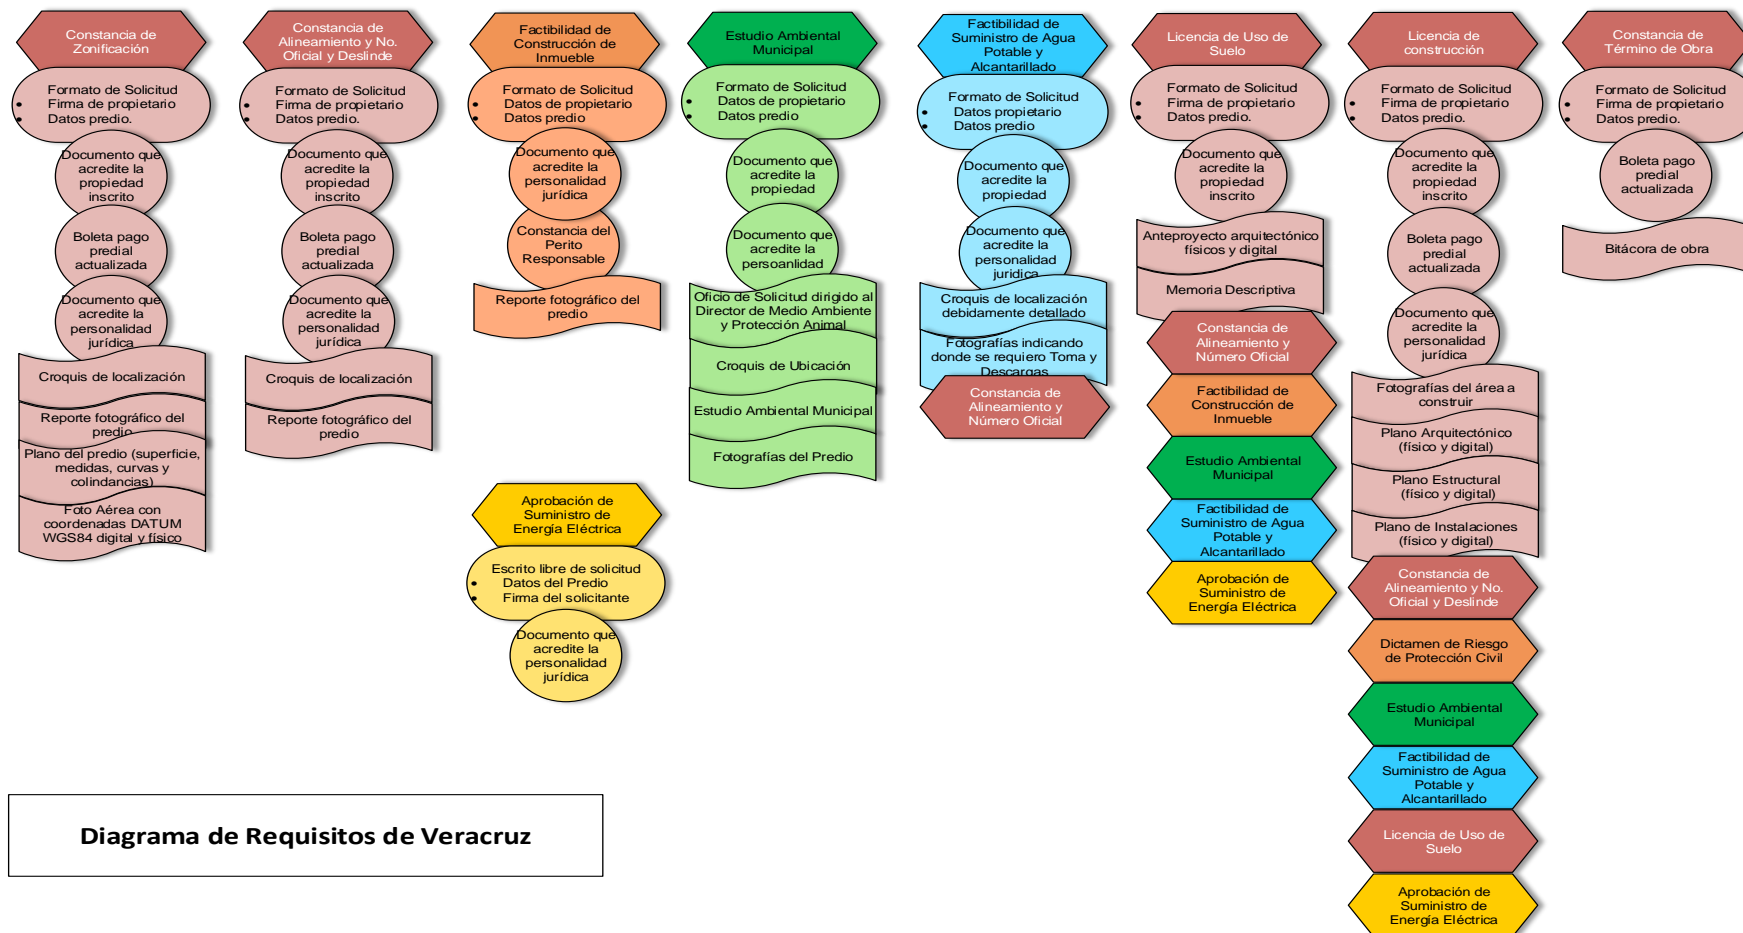 Constancia de
Zonificación
Formato de Solicitud
• Firma de propietario
• Datos predio.
Documento que
acredite la
propiedad
inscrito
Boleta pago
predial
actualizada
Documento que
acredite la
personalidad
jurídica
Croquis de localización
Reporte fotográfico del
predio
Plano del predio (superficie,
medidas, curvas y
colindancias)
Foto Aérea con
coordenadas DATUM
WGS84 digital y físico
Constancia de
Alineamiento y No.
Oficial y Deslinde
Formato de Solicitud
• Firma de propietario
• Datos predio.
Documento que
acredite la
propiedad
inscrito
Boleta pago
predial
actualizada
Documento que
acredite la
personalidad
jurídica
Croquis de localización
Reporte fotográfico del
predio
Factibilidad de
Construcción de
Inmueble
Formato de Solicitud
• Datos de propietario
• Datos predio
Documento que
acredite la
personalidad
jurídica
Constancia del
Perito
Responsable
Reporte fotográfico del
predio
Aprobación de
Suministro de
Energía Eléctrica
Escrito libre de solicitud
• Datos del Predio
• Firma del solicitante
Documento que
acredite la
personalidad
jurídica
Estudio Ambiental
Municipal
Formato de Solicitud
• Datos de propietario
• Datos predio
Documento que
acredite la
propiedad
Documento que
acredite la
persoanlidad
Oficio de Solicitud dirigido al
Director de Medio Ambiente
y Protección Animal
Croquis de Ubicación
Estudio Ambiental Municipal
Fotografías del Predio
Factibilidad de
Suministro de Agua
Potable y
Alcantarillado
Formato de Solicitud
• Datos propietario
• Datos predio
Documento que
acredite la
propiedad
Documento que
acredite la
personalidad
juridica
Croquis de localización
debidamente detallado
Fotografías indicando
donde se requiero Toma y
Descargas
Constancia de
Alineamiento y
Número Oficial
Licencia de Uso de
Suelo
Formato de Solicitud
• Firma de propietario
• Datos predio.
Documento que
acredite la
propiedad
inscrito
Anteproyecto arquitectónico
físicos y digital
Memoria Descriptiva
Constancia de
Alineamiento y
Número Oficial
Factibilidad de
Construcción de
Inmueble
Estudio Ambiental
Municipal
Factibilidad de
Suministro de Agua
Potable y
Alcantarillado
Aprobación de
Suministro de
Energía Eléctrica
Licencia de
construcción
Formato de Solicitud
• Firma de propietario
• Datos predio.
Documento que
acredite la
propiedad
inscrito
Boleta pago
predial
actualizada
Documento que
acredite la
personalidad
jurídica
Fotografías del área a
construir
Plano Arquitectónico
(físico y digital)
Plano Estructural
(físico y digital)
Plano de Instalaciones
(físico y digital)
Constancia de
Alineamiento y No.
Oficial y Deslinde
Dictamen de Riesgo
de Protección Civil
Estudio Ambiental
Municipal
Factibilidad de
Suministro de Agua
Potable y
Alcantarillado
Licencia de Uso de
Suelo
Aprobación de
Suministro de
Energía Eléctrica
Constancia de
Término de Obra
Formato de Solicitud
• Firma de propietario
• Datos predio.
Boleta pago
predial
actualizada
Bitácora de obra
Diagrama de Requisitos de Veracruz